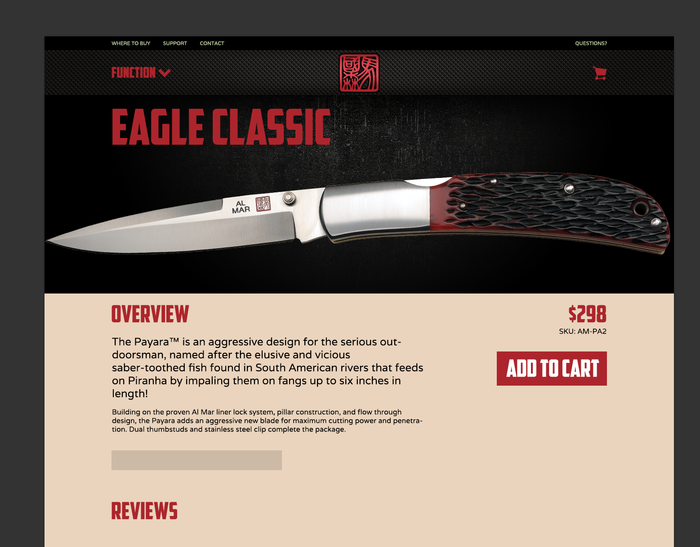 WHERE TO BUY SUPPORT CONTACT QUESTIONS?
FUNCTION
EAGLE CLASSIC
AL
MAR
OVERVIEW
$298
SKU: AM-PA2
The Payara™ is an aggressive design for the serious out-
doorsman, named after the elusive and vicious
saber-toothed fish found in South American rivers that feeds
on Piranha by impaling them on fangs up to six inches in
length!
ADD TO CART
Building on the proven Al Mar liner lock system, pillar construction, and flow through
design, the Payara adds an aggressive new blade for maximum cutting power and penetra-
tion. Dual thumbstuds and stainless steel clip complete the package.
REVIEWS